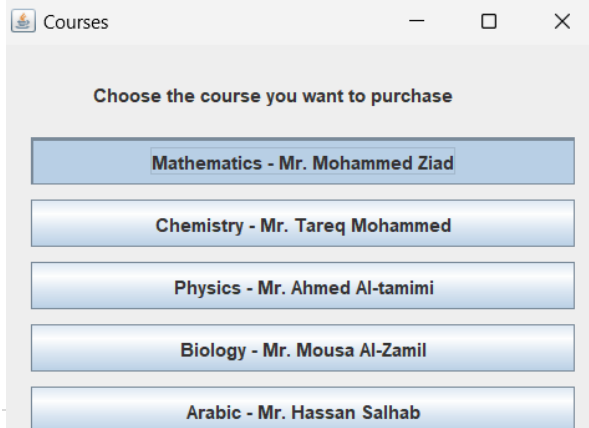 Courses
Choose the course you want to purchase
Mathematics - Mr. Mohammed Ziad
Chemistry - Mr. Tareq Mohammed
Physics - Mr. Ahmed Al-tamimi
Biology - Mr. Mousa Al-Zamil
Arabic - Mr. Hassan Salhab